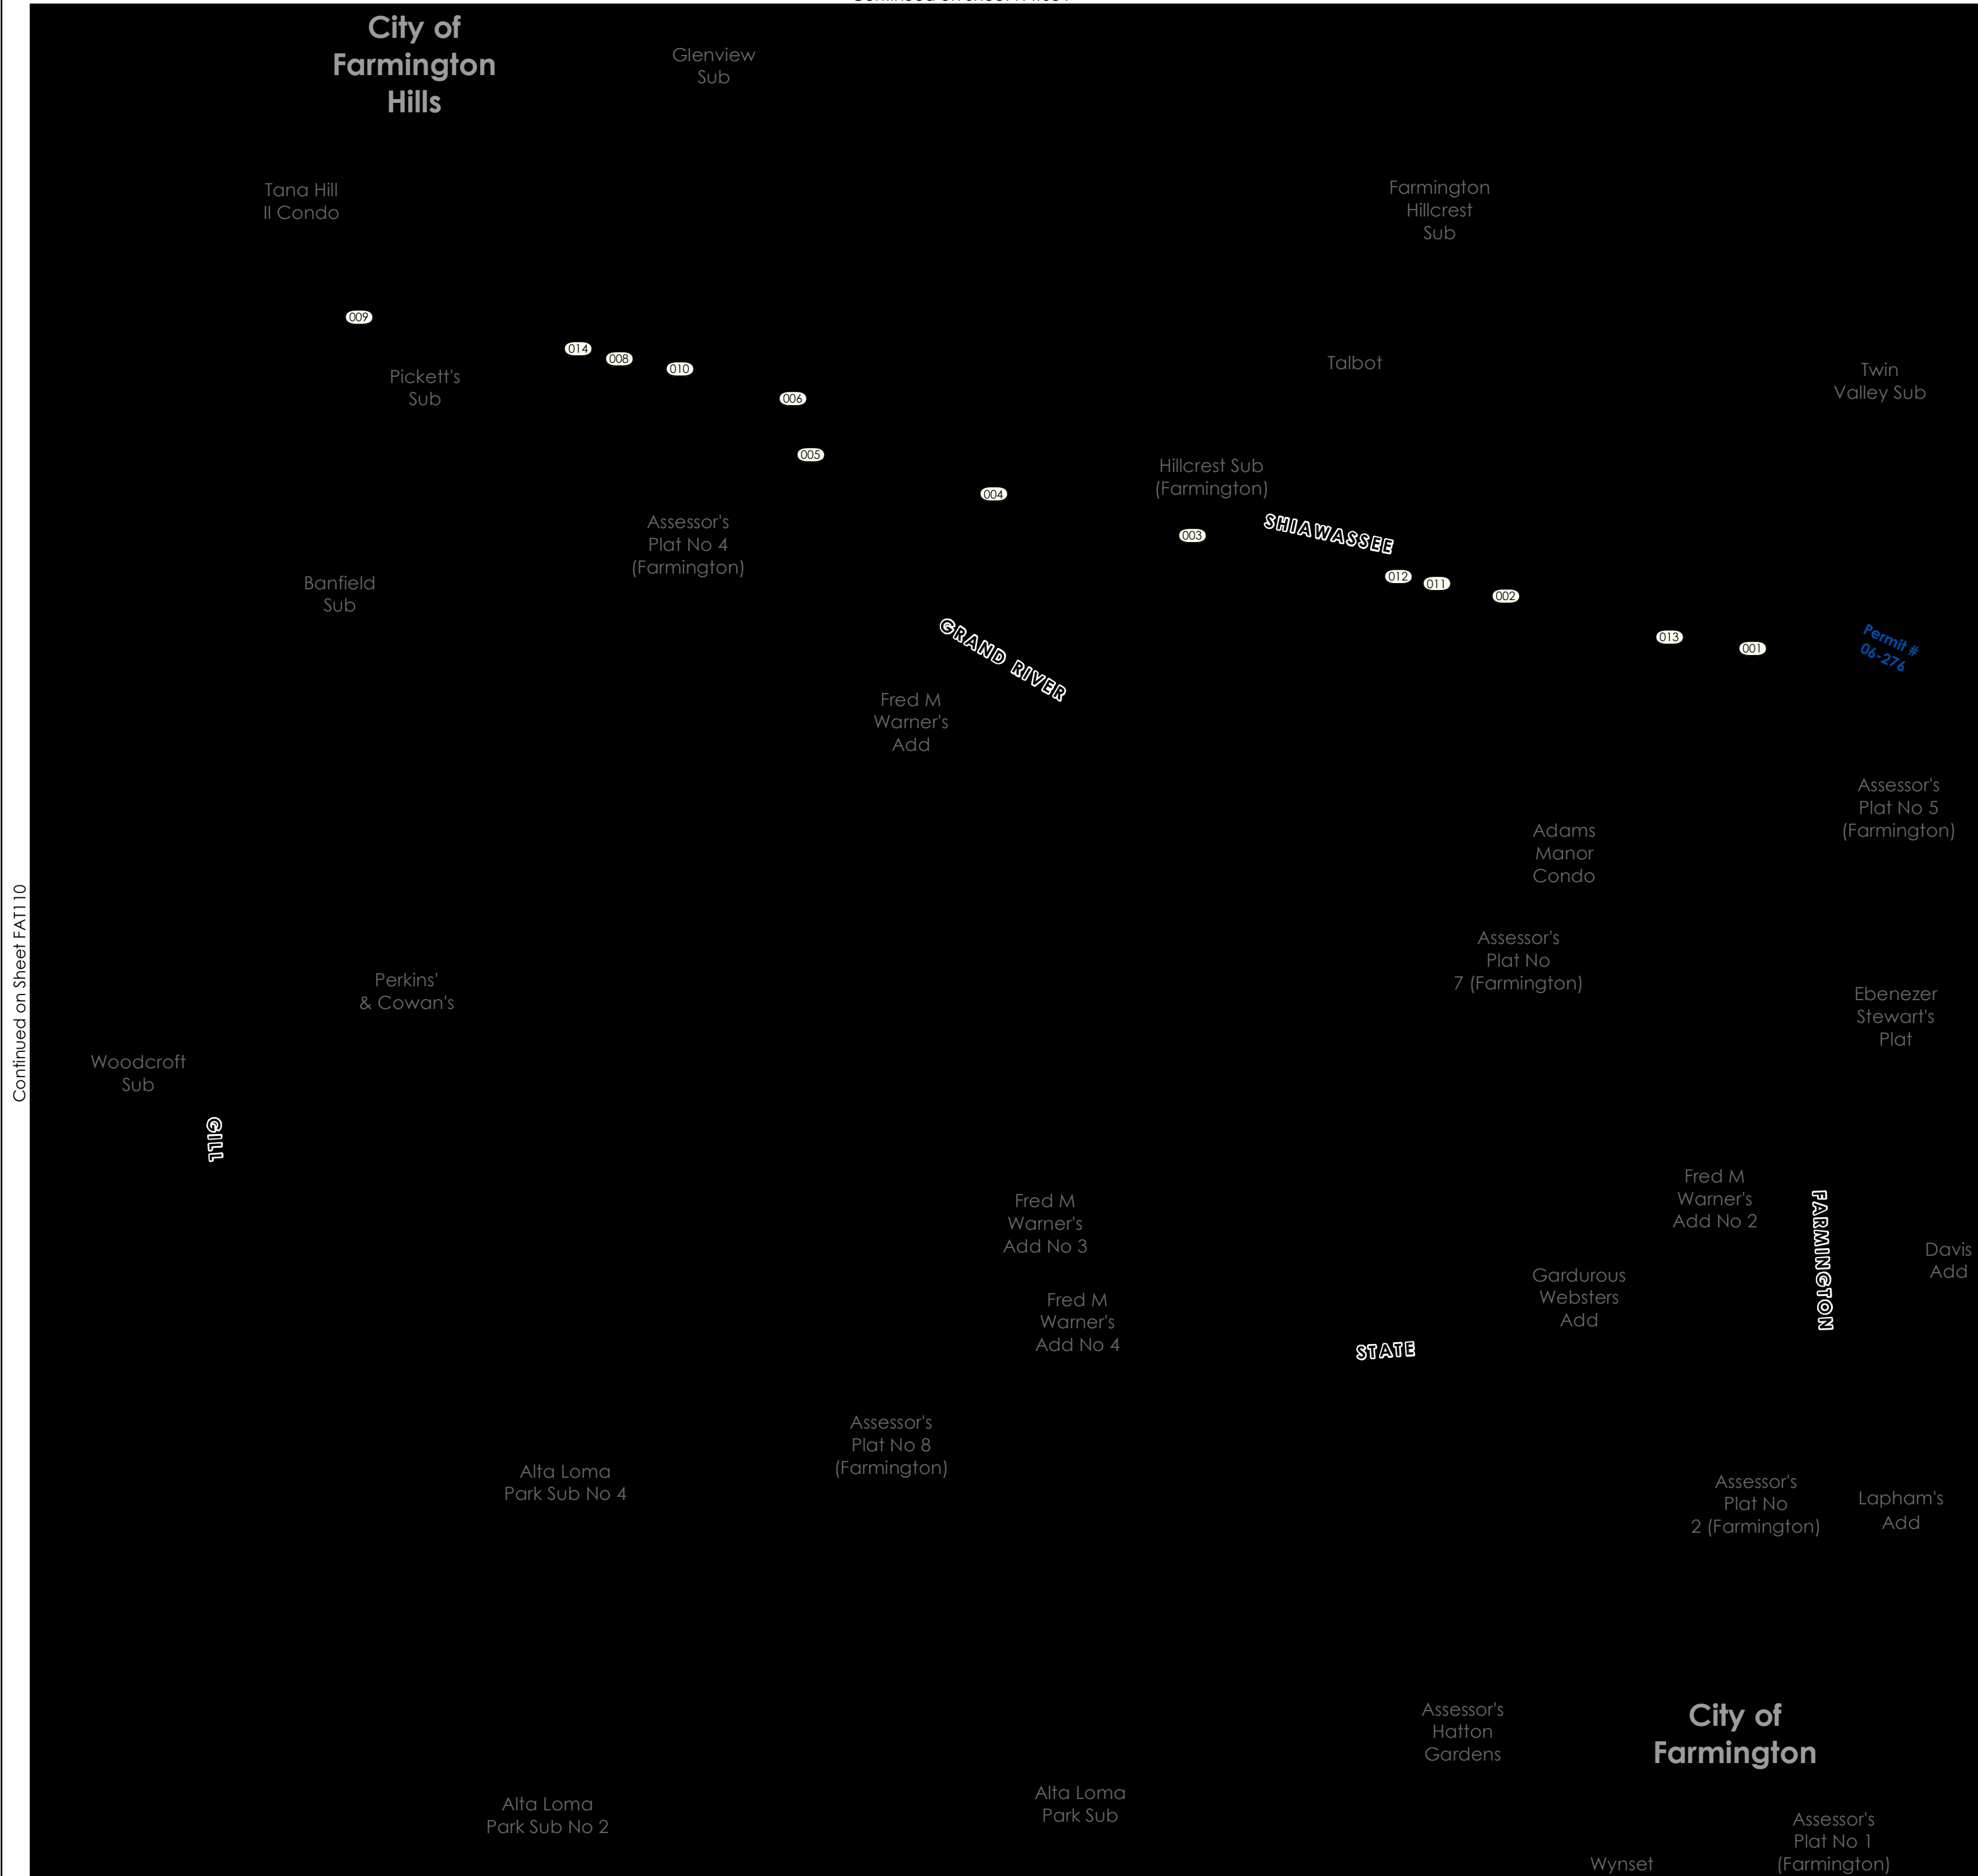 City of
Farmington
Hills
Glenview
Sub
Tana Hill
II Condo
Farmington
Hillcrest
Sub
009
014
008
010
006
005
004
003
Pickett's
Sub
Talbot
Twin
Valley Sub
Hillcrest Sub
(Farmington)
SHIAWASSEE
012
011
002
013
001
Permit #
06-276
Assessor's
Plat No 4
(Farmington)
Banfield
Sub
GRAND RIVER
Fred M
Warner's
Add
Assessor's
Plat No 5
(Farmington)
Adams
Manor
Condo
Continued on Sheet FAT110
Assessor's
Plat No
7 (Farmington)
Perkins'
& Cowan's
Ebenezer
Stewart's
Plat
Woodcroft
Sub
GILL
Fred M
Warner's
Add No 3
Fred M
Warner's
Add No 2
FARMINGTON
Davis
Add
Gardurous
Websters
Add
Fred M
Warner's
Add No 4
STATE
Assessor's
Plat No 8
(Farmington)
Alta Loma
Park Sub No 4
Assessor's
Plat No
2 (Farmington)
Lapham's
Add
Assessor's
Hatton
Gardens
City of
Farmington
Alta Loma
Park Sub No 2
Alta Loma
Park Sub
Assessor's
Plat No 1
(Farmington)
Wynset